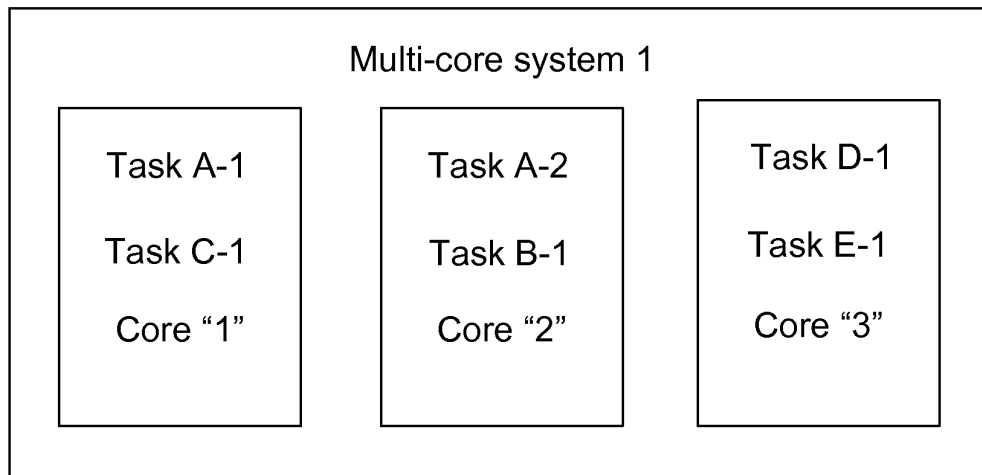 Multi-core system 1
Task A-1
Task C-1
Core “1”
Task A-2
Task B-1
Core “2”
Task D-1
Task E-1
Core “3”